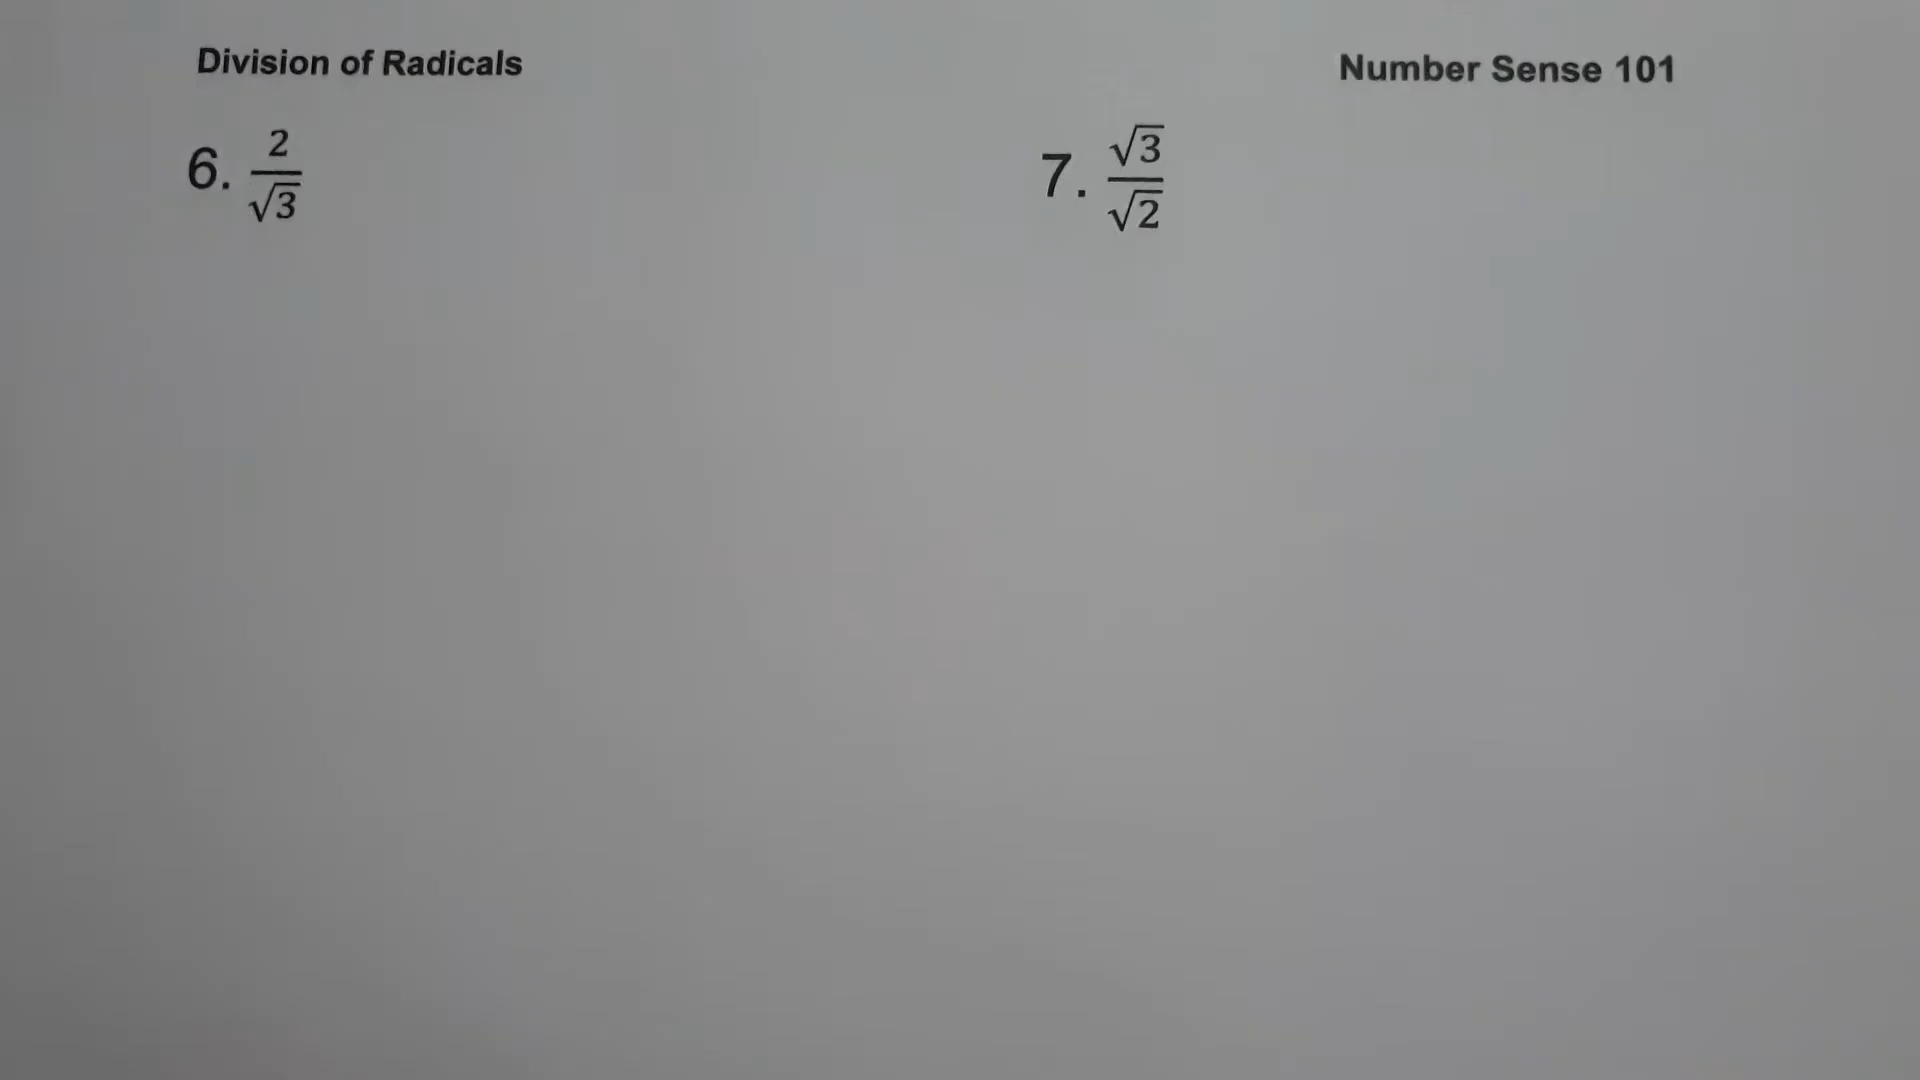 Division of Radicals
Number Sense 101
6. 2/√3
7. √3/√2